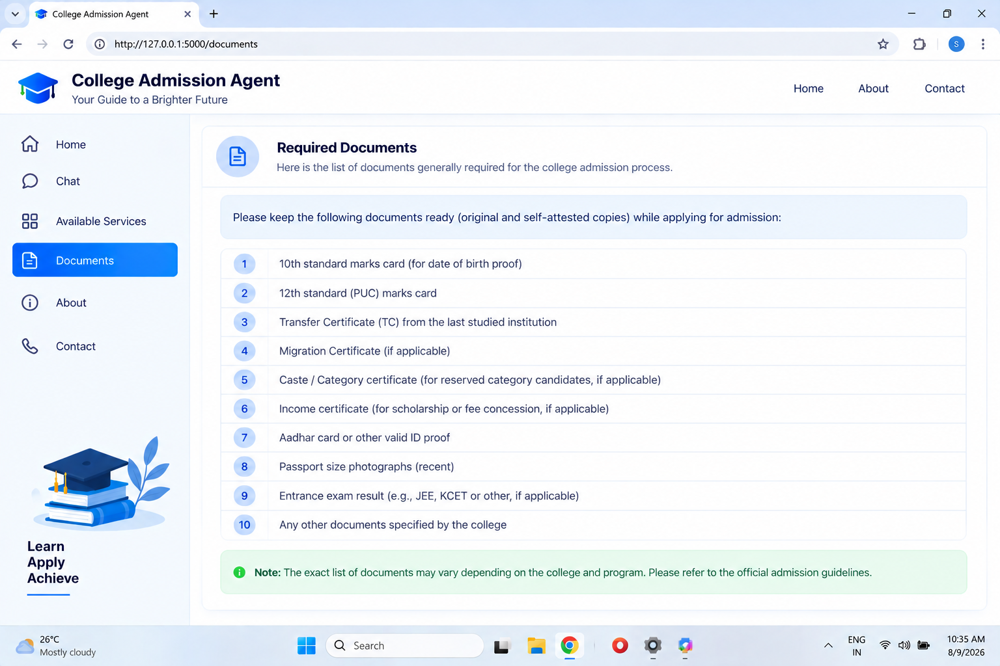 College Admission Agent
http://127.0.0.1:5000/documents
S
College Admission Agent
Your Guide to a Brighter Future
Home
About
Contact
Home
Chat
Available Services
Documents
About
Contact
Learn
Apply
Achieve
Required Documents
Here is the list of documents generally required for the college admission process.
Please keep the following documents ready (original and self-attested copies) while applying for admission:
1 10th standard marks card (for date of birth proof)
2 12th standard (PUC) marks card
3 Transfer Certificate (TC) from the last studied institution
4 Migration Certificate (if applicable)
5 Caste / Category certificate (for reserved category candidates, if applicable)
6 Income certificate (for scholarship or fee concession, if applicable)
7 Aadhar card or other valid ID proof
8 Passport size photographs (recent)
9 Entrance exam result (e.g., JEE, KCET or other, if applicable)
10 Any other documents specified by the college
Note: The exact list of documents may vary depending on the college and program. Please refer to the official admission guidelines.
26°C
Mostly cloudy
Search
ENG
IN
10:35 AM
8/9/2026